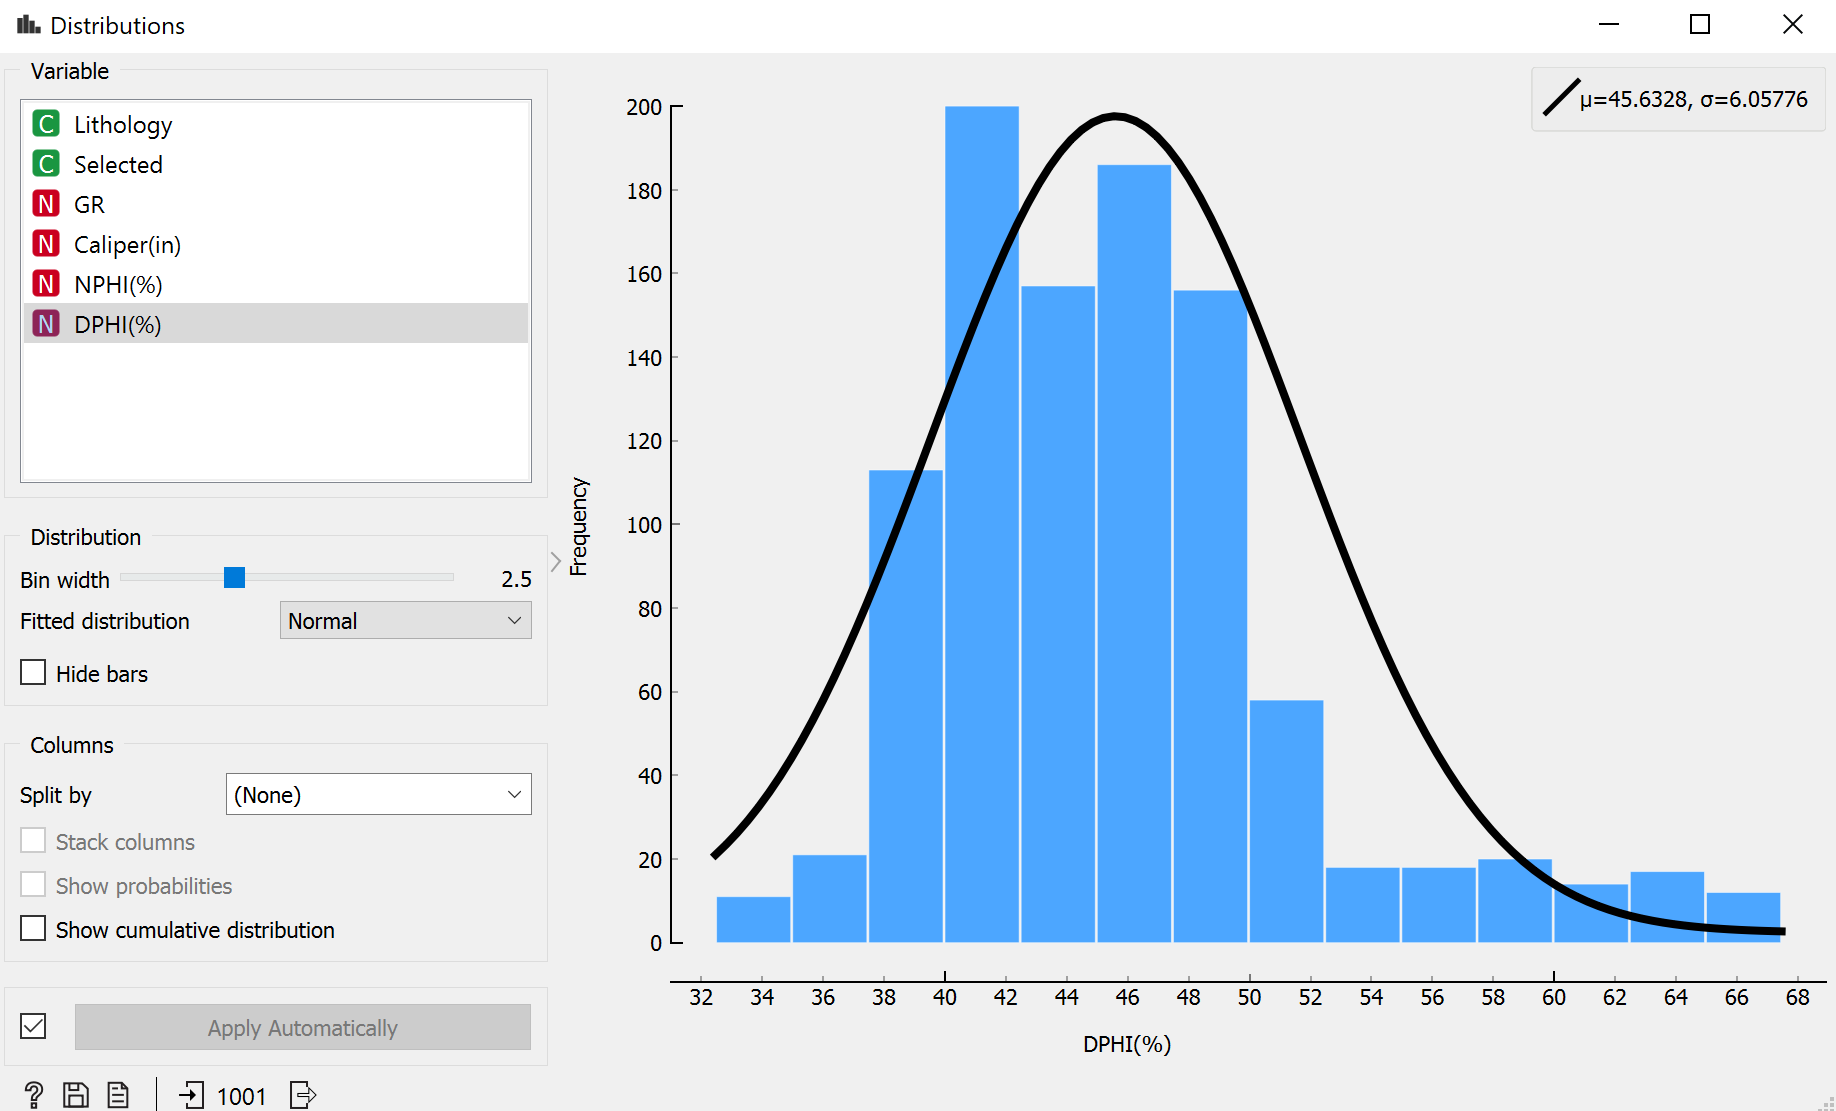 Distributions
Variable
C Lithology
C Selected
N GR
N Caliper(in)
N NPHI(%)
N DPHI(%)
Distribution
Bin width 2.5
Fitted distribution Normal
Hide bars
Columns
Split by (None)
Stack columns
Show probabilities
Show cumulative distribution
Apply Automatically
? 1001
μ=45.6328, σ=6.05776
Frequency
200
180
160
140
120
100
80
60
40
20
0
32 34 36 38 40 42 44 46 48 50 52 54 56 58 60 62 64 66 68
DPHI(%)